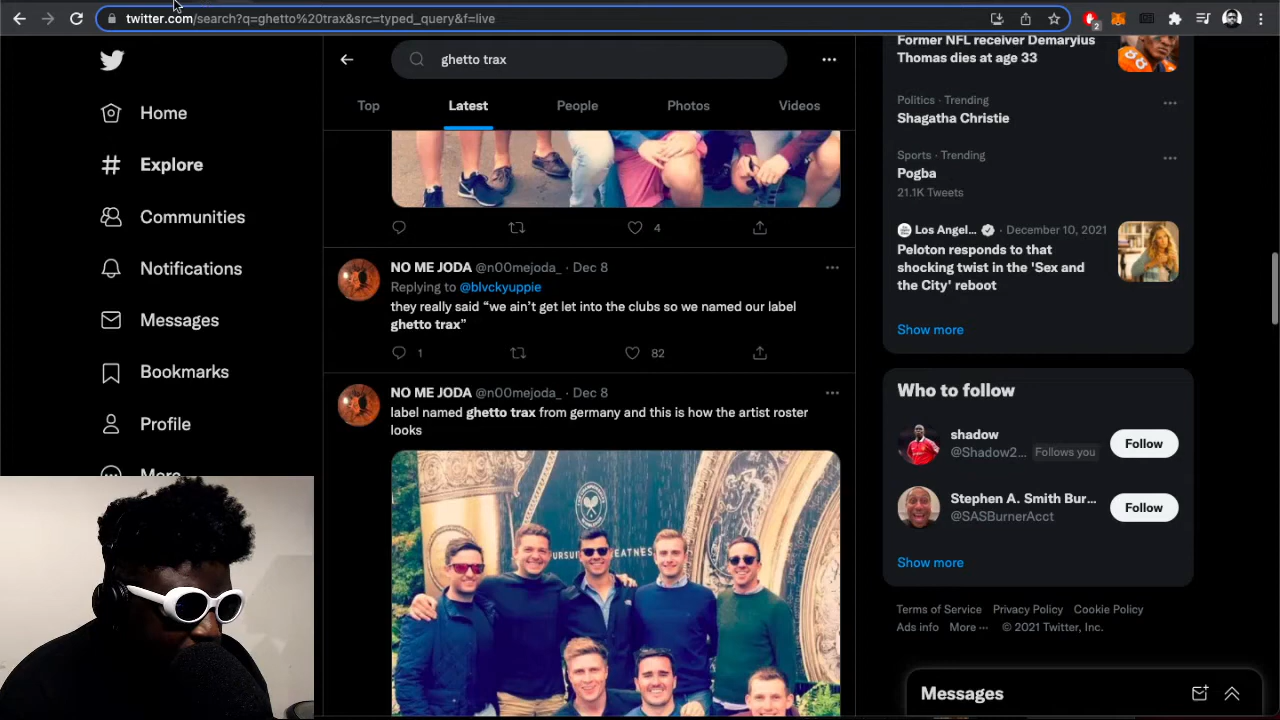 twitter.com/search?q=ghetto%20trax&src=typed_query&f=live
2
Home
Explore
Communities
Notifications
Messages
Bookmarks
Profile
More
ghetto trax
Top
Latest
People
Photos
Videos
4
NO ME JODA @n00mejoda_ · Dec 8
Replying to @blvckyuppie
they really said “we ain’t get let into the clubs so we named our label
ghetto trax”
1
82
NO ME JODA @n00mejoda_ · Dec 8
label named ghetto trax from germany and this is how the artist roster
looks
Former NFL receiver Demaryius
Thomas dies at age 33
Politics · Trending
Shagatha Christie
Sports · Trending
Pogba
21.1K Tweets
Los Angel... · December 10, 2021
Peloton responds to that
shocking twist in the 'Sex and
the City' reboot
Show more
Who to follow
shadow
@Shadow2... Follows you
Follow
Stephen A. Smith Bur...
@SASBurnerAcct
Follow
Show more
Terms of Service Privacy Policy Cookie Policy
Ads info More ··· © 2021 Twitter, Inc.
Messages